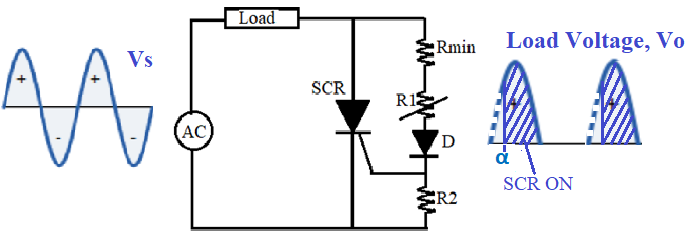 Load
Vs
+ +
- -
AC
SCR
Rmin
R1
D
R2
Load Voltage, Vo
+ +
α
SCR ON